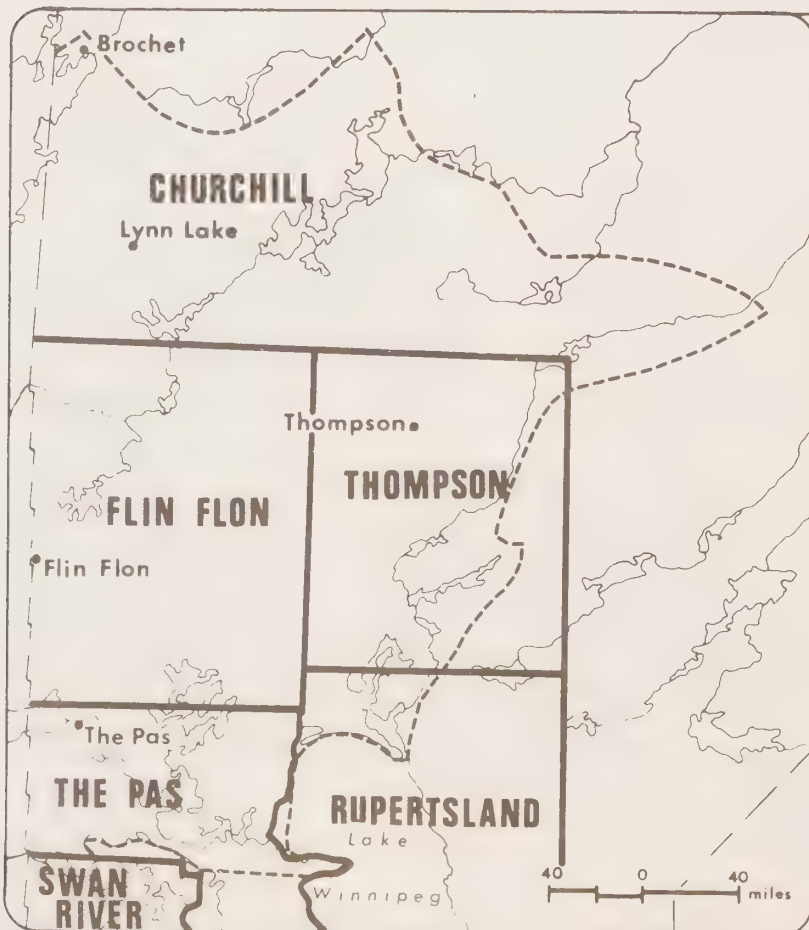 Brochet
CHURCHILL
Lynn Lake
Thompson
THOMPSON
FLIN FLON
Flin Flon
The Pas
THE PAS
RUPERTSLAND
Lake
SWAN
RIVER
Winnipeg
40 0 40
miles